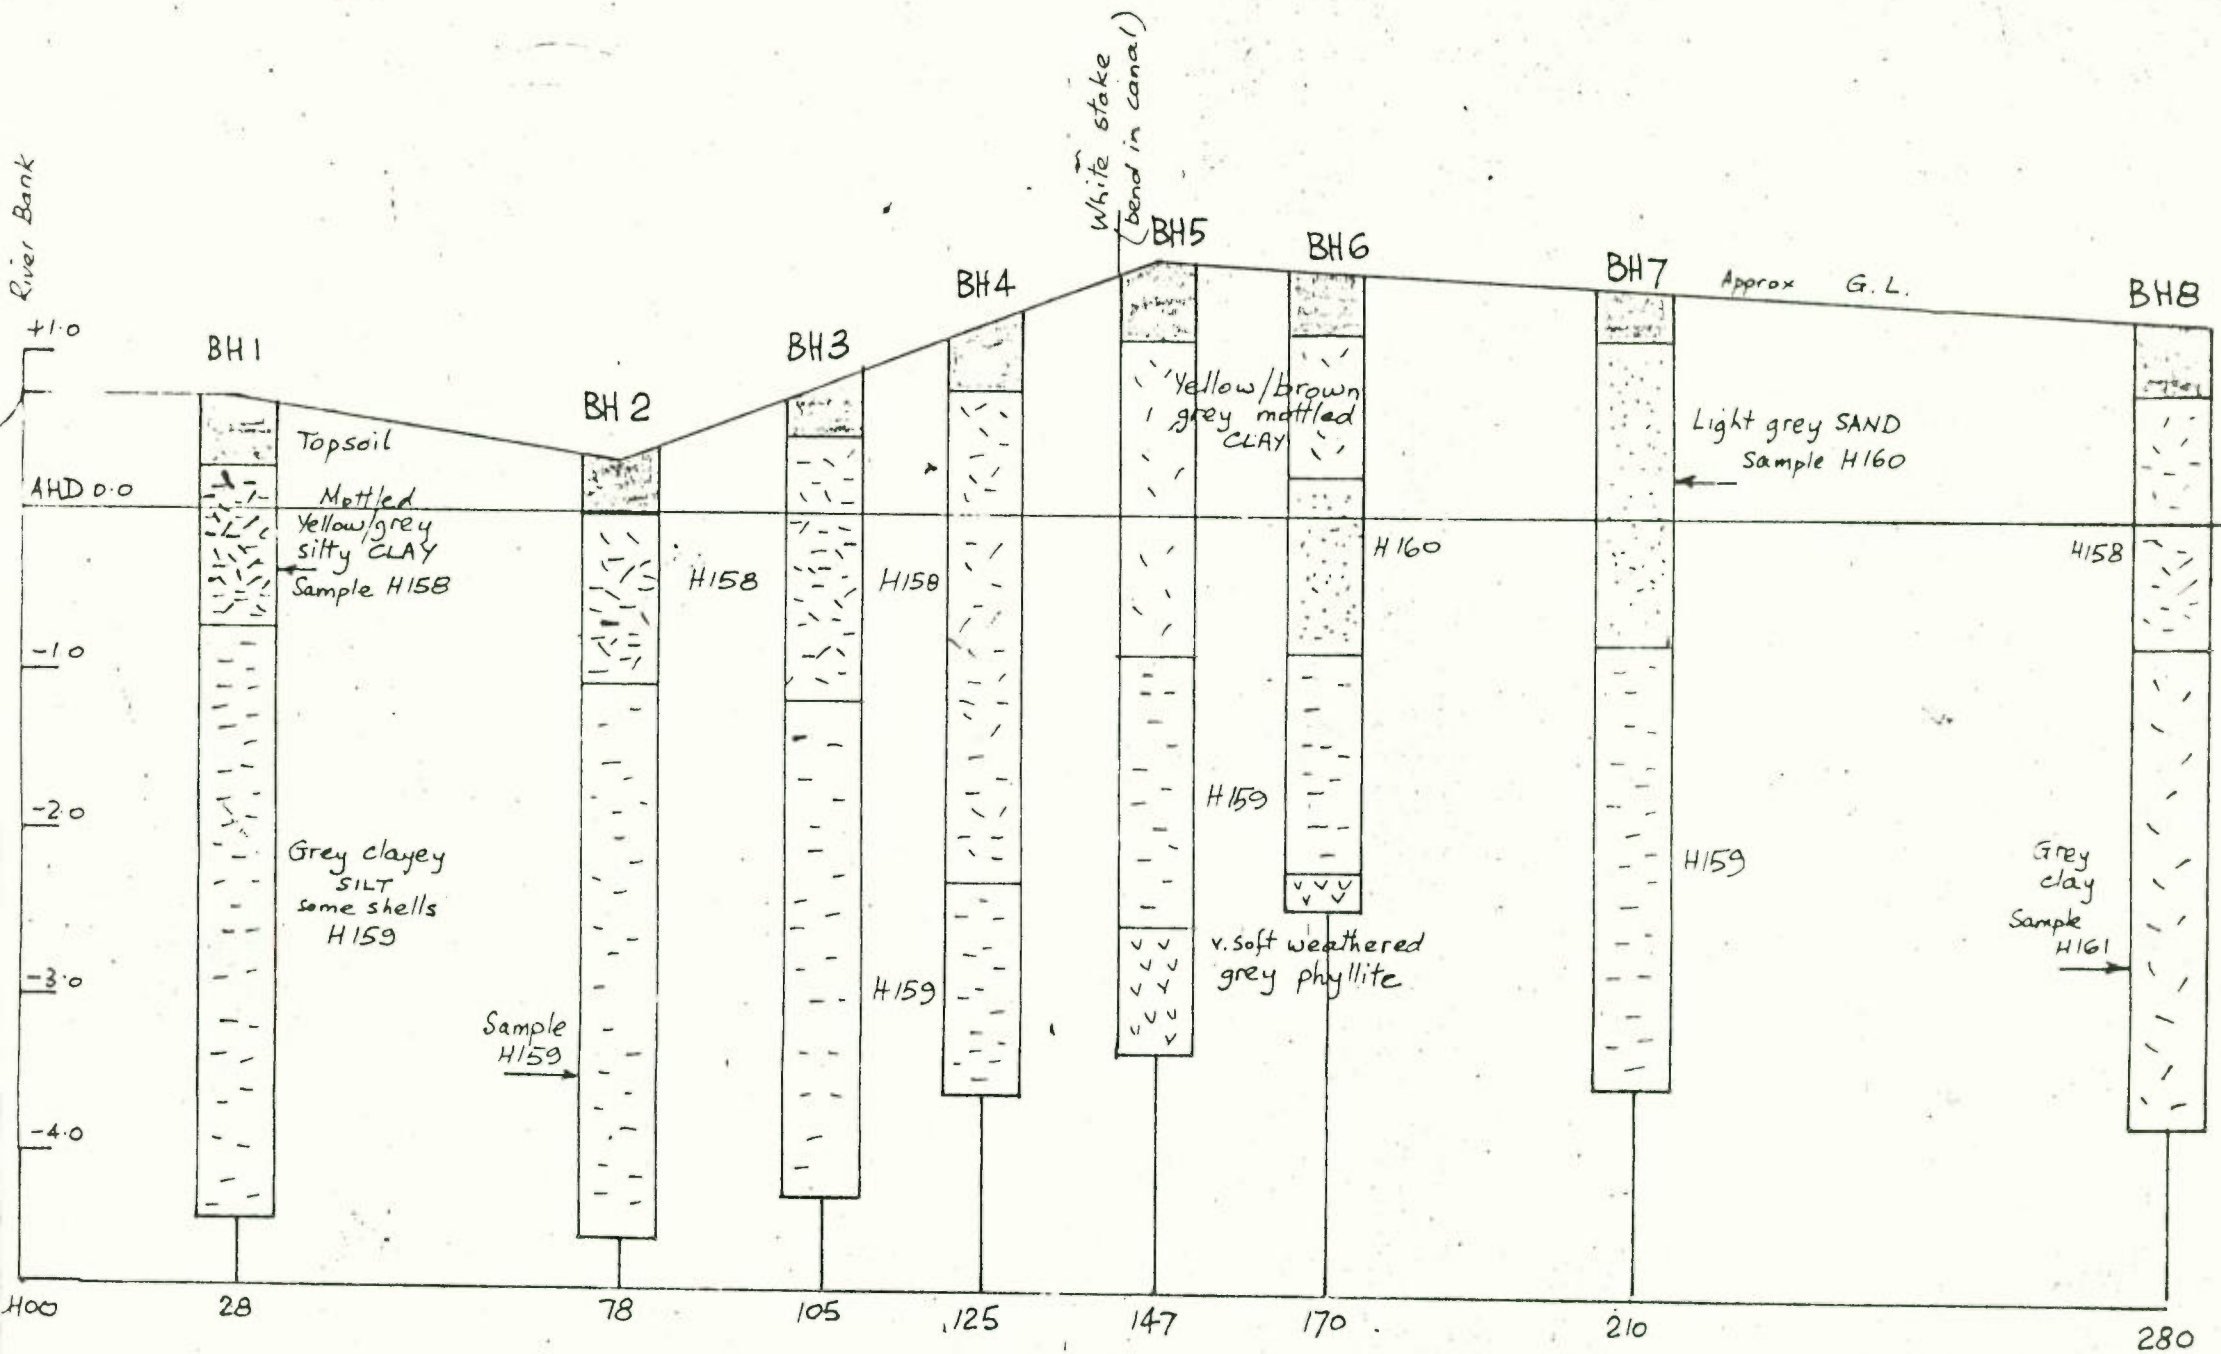 River Bank
White stake
(bend in canal)
BH1
BH2
BH3
BH4
BH5
BH6
BH7
BH8
Approx G.L.
+1.0
AHD 0.0
-1.0
-2.0
-3.0
-4.0
Topsoil
Mottled
Yellow/grey
silty CLAY
Sample H158
Grey clayey
SILT
some shells
H159
Sample
H159
H158
H158
H159
Yellow/brown
grey mottled
CLAY
H159
v.soft weathered
grey phyllite
H160
Light grey SAND
Sample H160
H159
H158
Grey
clay
Sample
H161
28
78
105
125
147
170
210
280